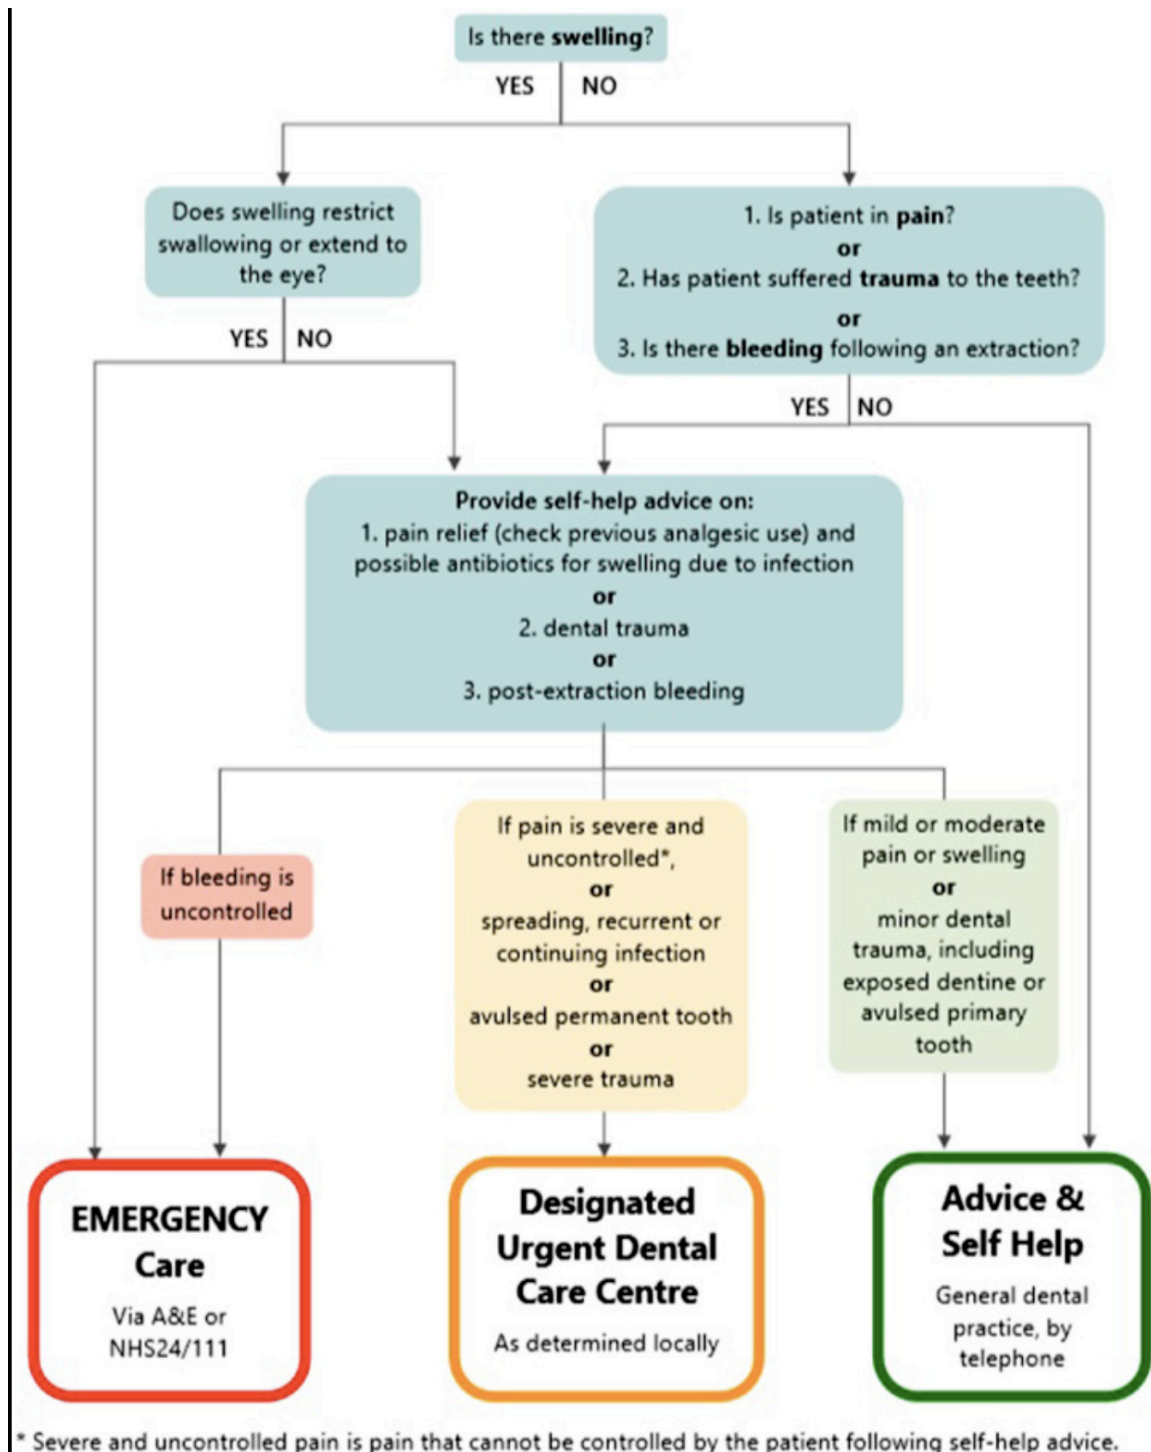 Is there swelling?
YES NO
Does swelling restrict
swallowing or extend to
the eye?
YES NO
1. Is patient in pain?
or
2. Has patient suffered trauma to the teeth?
or
3. Is there bleeding following an extraction?
YES NO
Provide self-help advice on:
1. pain relief (check previous analgesic use) and
possible antibiotics for swelling due to infection
or
2. dental trauma
or
3. post-extraction bleeding
If bleeding is
uncontrolled
If pain is severe and
uncontrolled*,
or
spreading, recurrent or
continuing infection
or
avulsed permanent tooth
or
severe trauma
If mild or moderate
pain or swelling
or
minor dental
trauma, including
exposed dentine or
avulsed primary
tooth
EMERGENCY
Care
Via A&E or
NHS24/111
Designated
Urgent Dental
Care Centre
As determined locally
Advice &
Self Help
General dental
practice, by
telephone
* Severe and uncontrolled pain is pain that cannot be controlled by the patient following self-help advice.